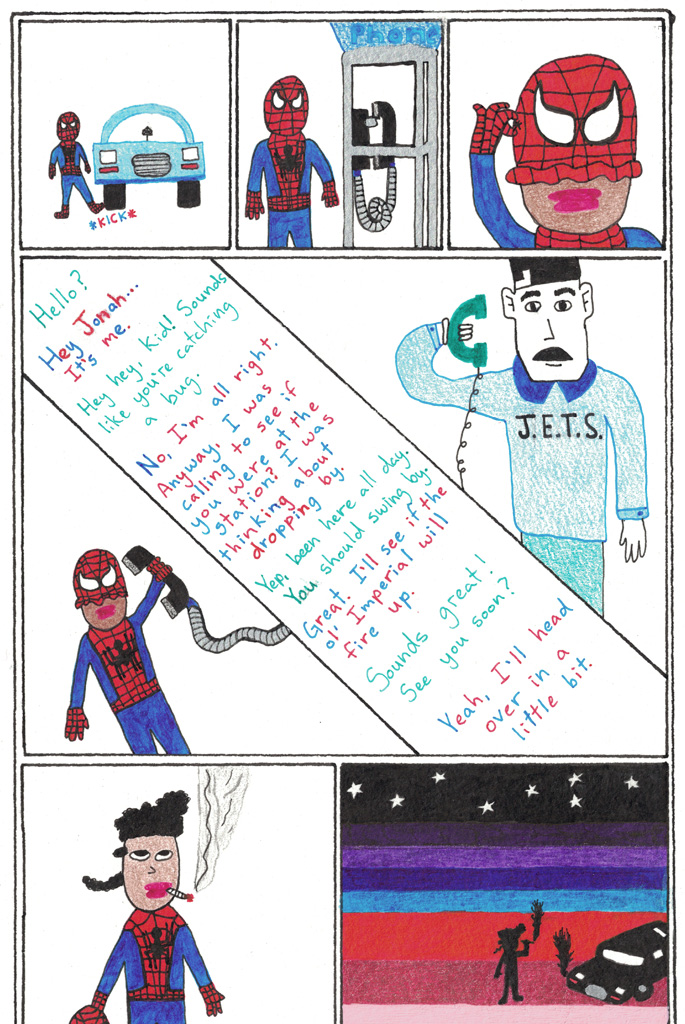 *KICK*
Phone
Hello?
Hey Jonah...
It's me.
Hey hey, kid! Sounds
like you're catching
a bug.
No, I'm all right.
Anyway, I was
calling to see if
you were at the
station? I was
thinking about
dropping by.
Yep, been here all day.
You should swing by.
Great. I'll see if the
ol' Imperial will
fire up.
Sounds great!
See you soon?
Yeah, I'll head
over in a
little bit.
J.E.T.S.